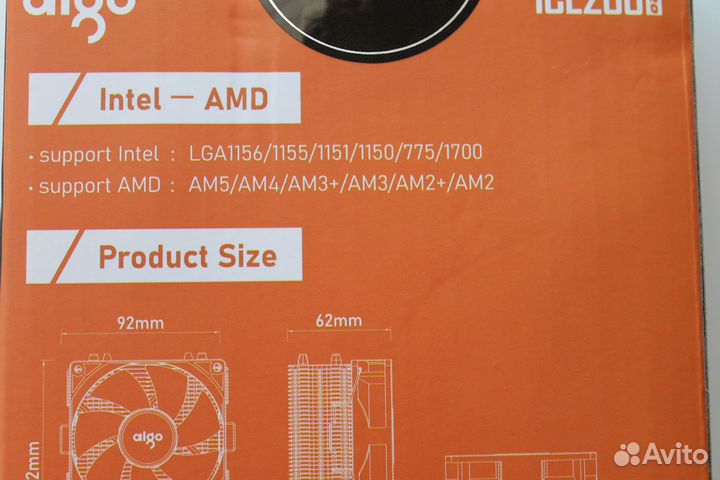 aigo
Intel — AMD
· support Intel : LGA1156/1155/1151/1150/775/1700
· support AMD : AM5/AM4/AM3+/AM3/AM2+/AM2
Product Size
92mm 62mm
aigo
Avito